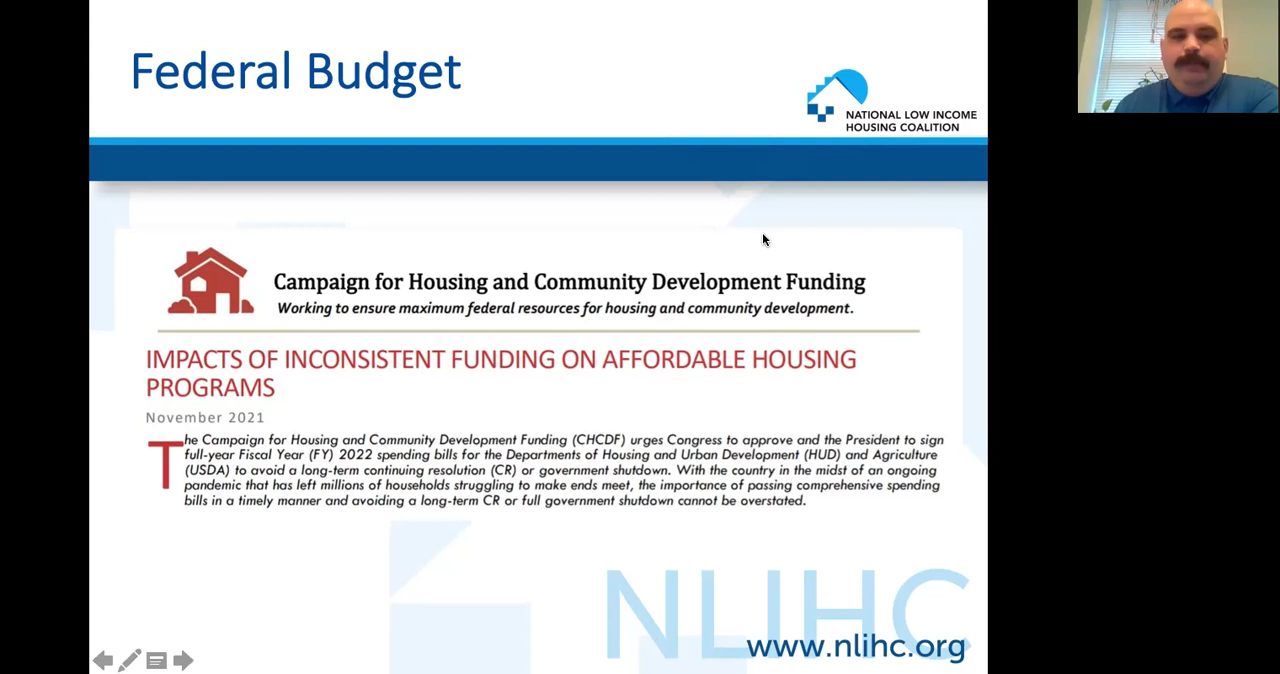 Federal Budget
NATIONAL LOW INCOME
HOUSING COALITION
Campaign for Housing and Community Development Funding
Working to ensure maximum federal resources for housing and community development.
IMPACTS OF INCONSISTENT FUNDING ON AFFORDABLE HOUSING
PROGRAMS
November 2021
The Campaign for Housing and Community Development Funding (CHCDF) urges Congress to approve and the President to sign
full-year Fiscal Year (FY) 2022 spending bills for the Departments of Housing and Urban Development (HUD) and Agriculture
(USDA) to avoid a long-term continuing resolution (CR) or government shutdown. With the country in the midst of an ongoing
pandemic that has left millions of households struggling to make ends meet, the importance of passing comprehensive spending
bills in a timely manner and avoiding a long-term CR or full government shutdown cannot be overstated.
NLIHC
www.nlihc.org